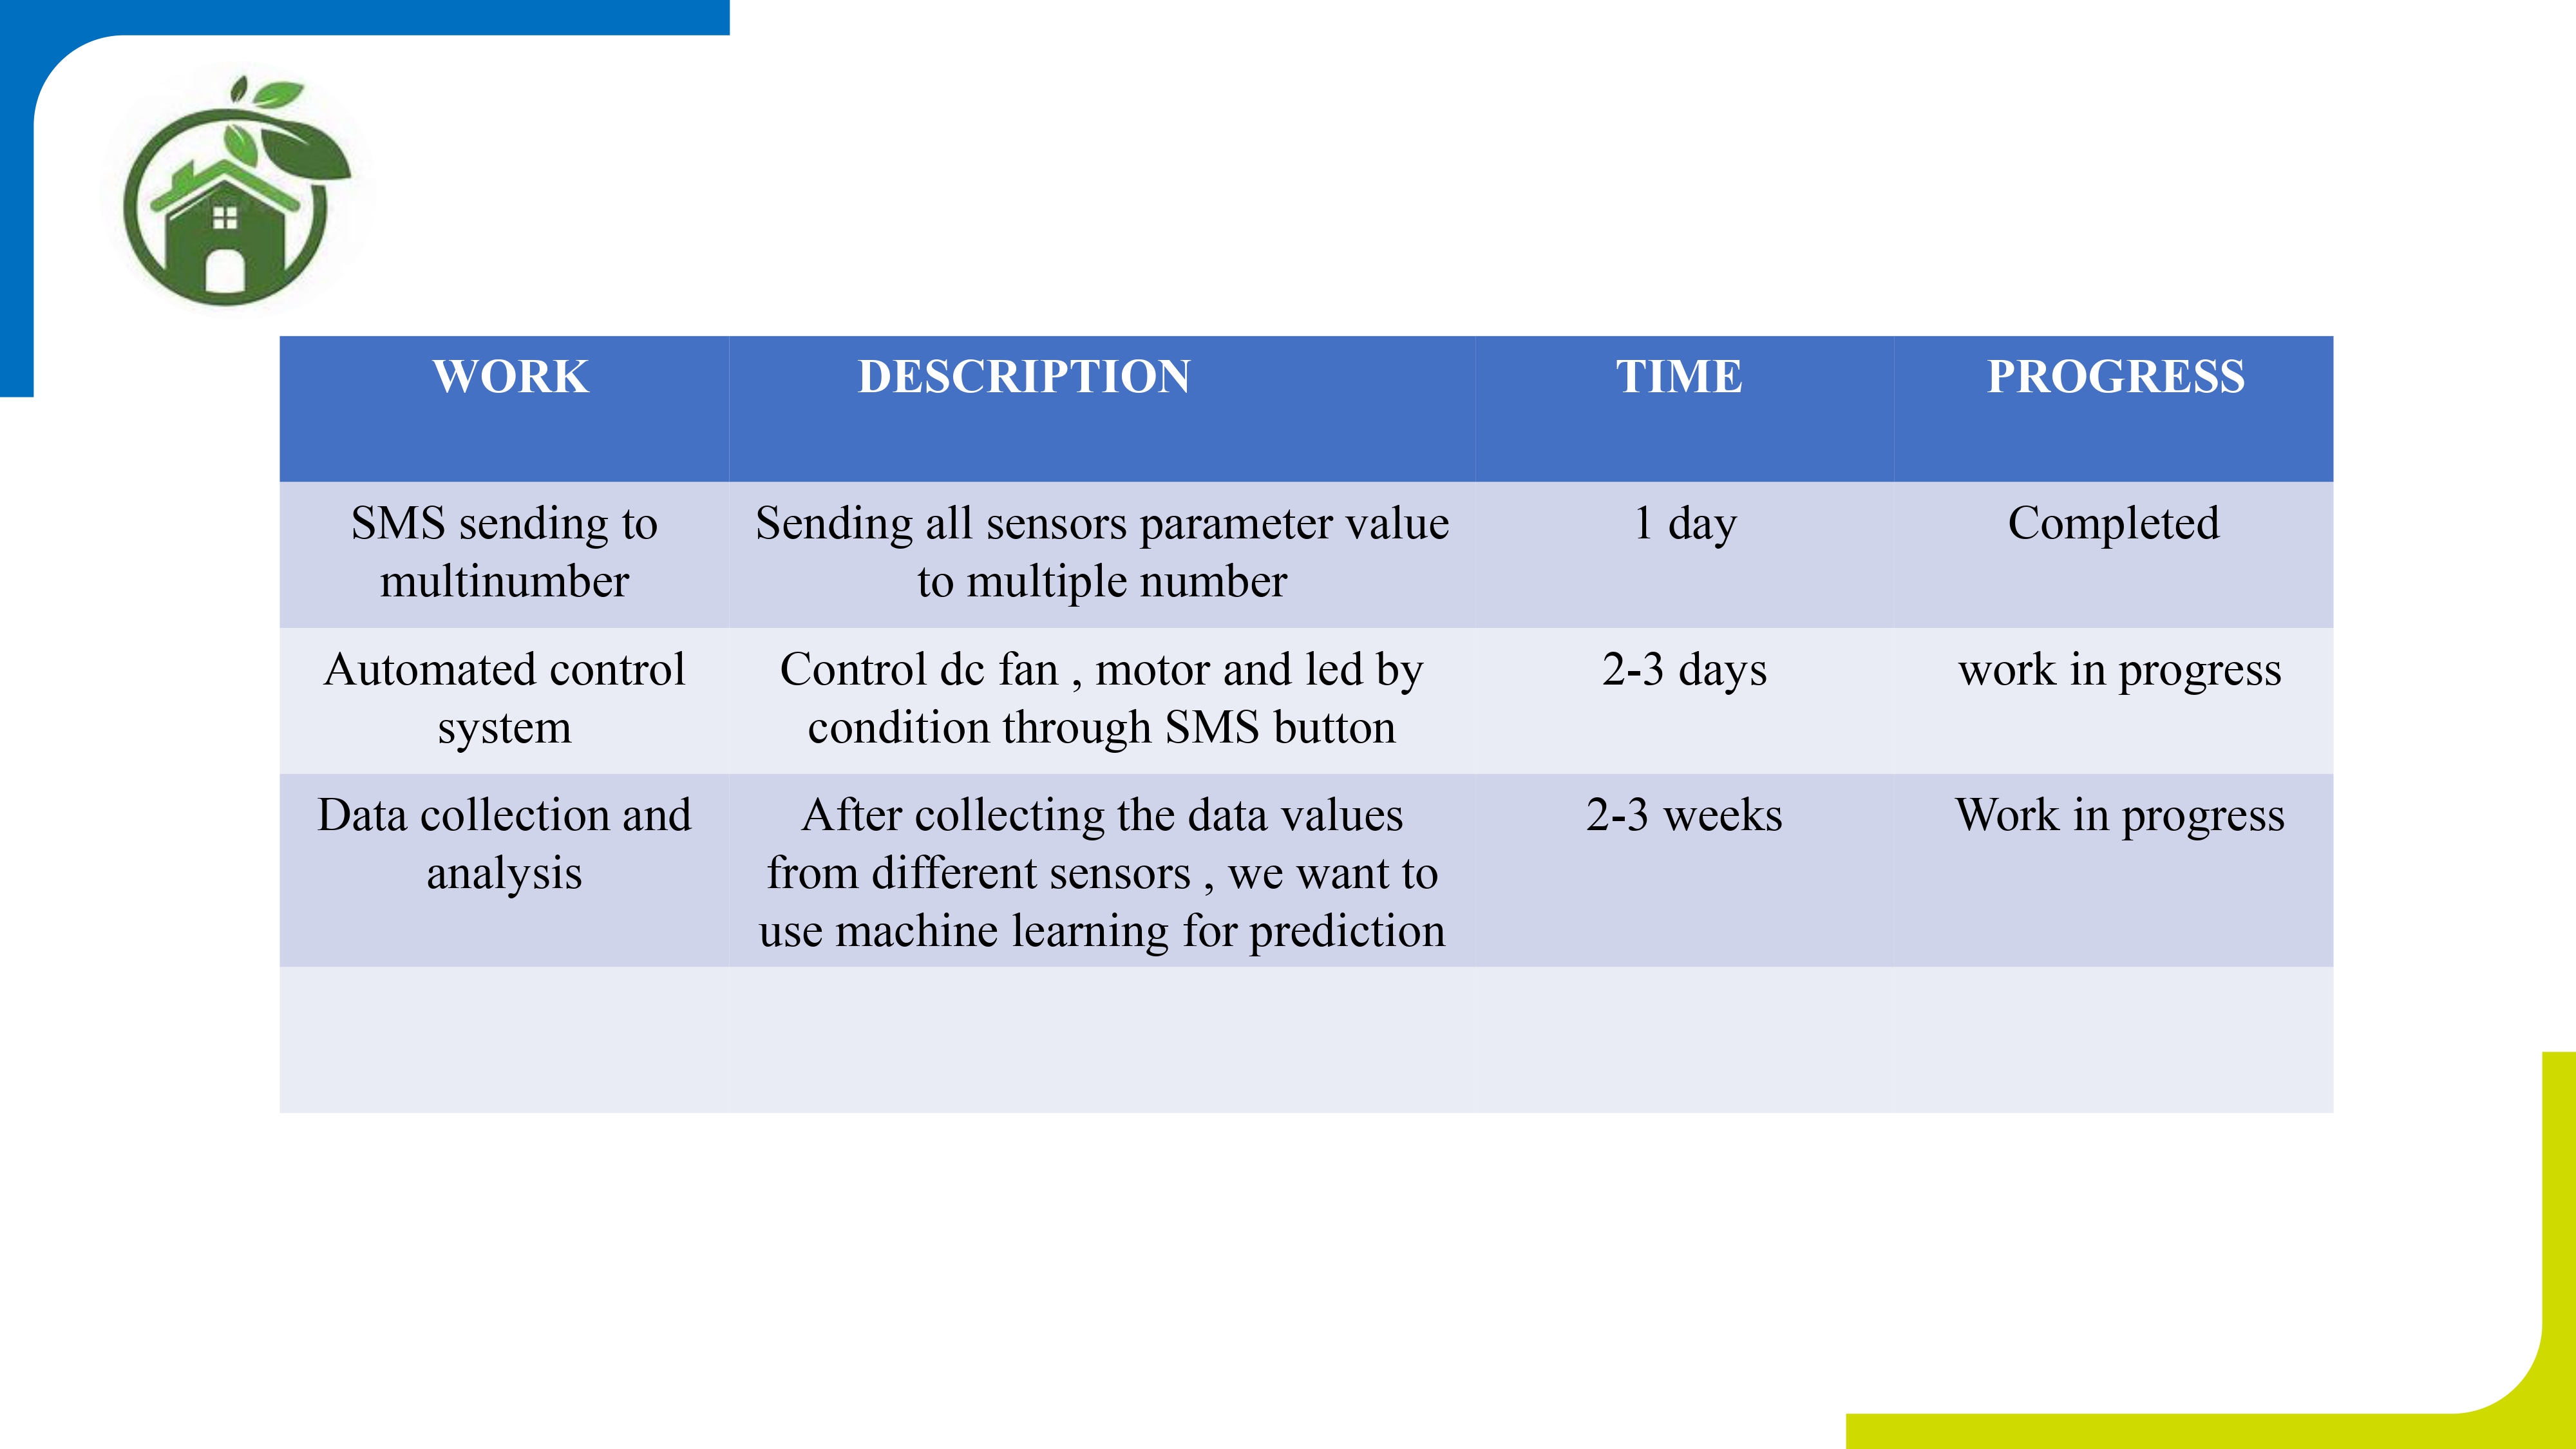 WORK DESCRIPTION TIME PROGRESS
SMS sending to multinumber Sending all sensors parameter value to multiple number 1 day Completed
Automated control system Control dc fan , motor and led by condition through SMS button 2-3 days work in progress
Data collection and analysis After collecting the data values from different sensors , we want to use machine learning for prediction 2-3 weeks Work in progress